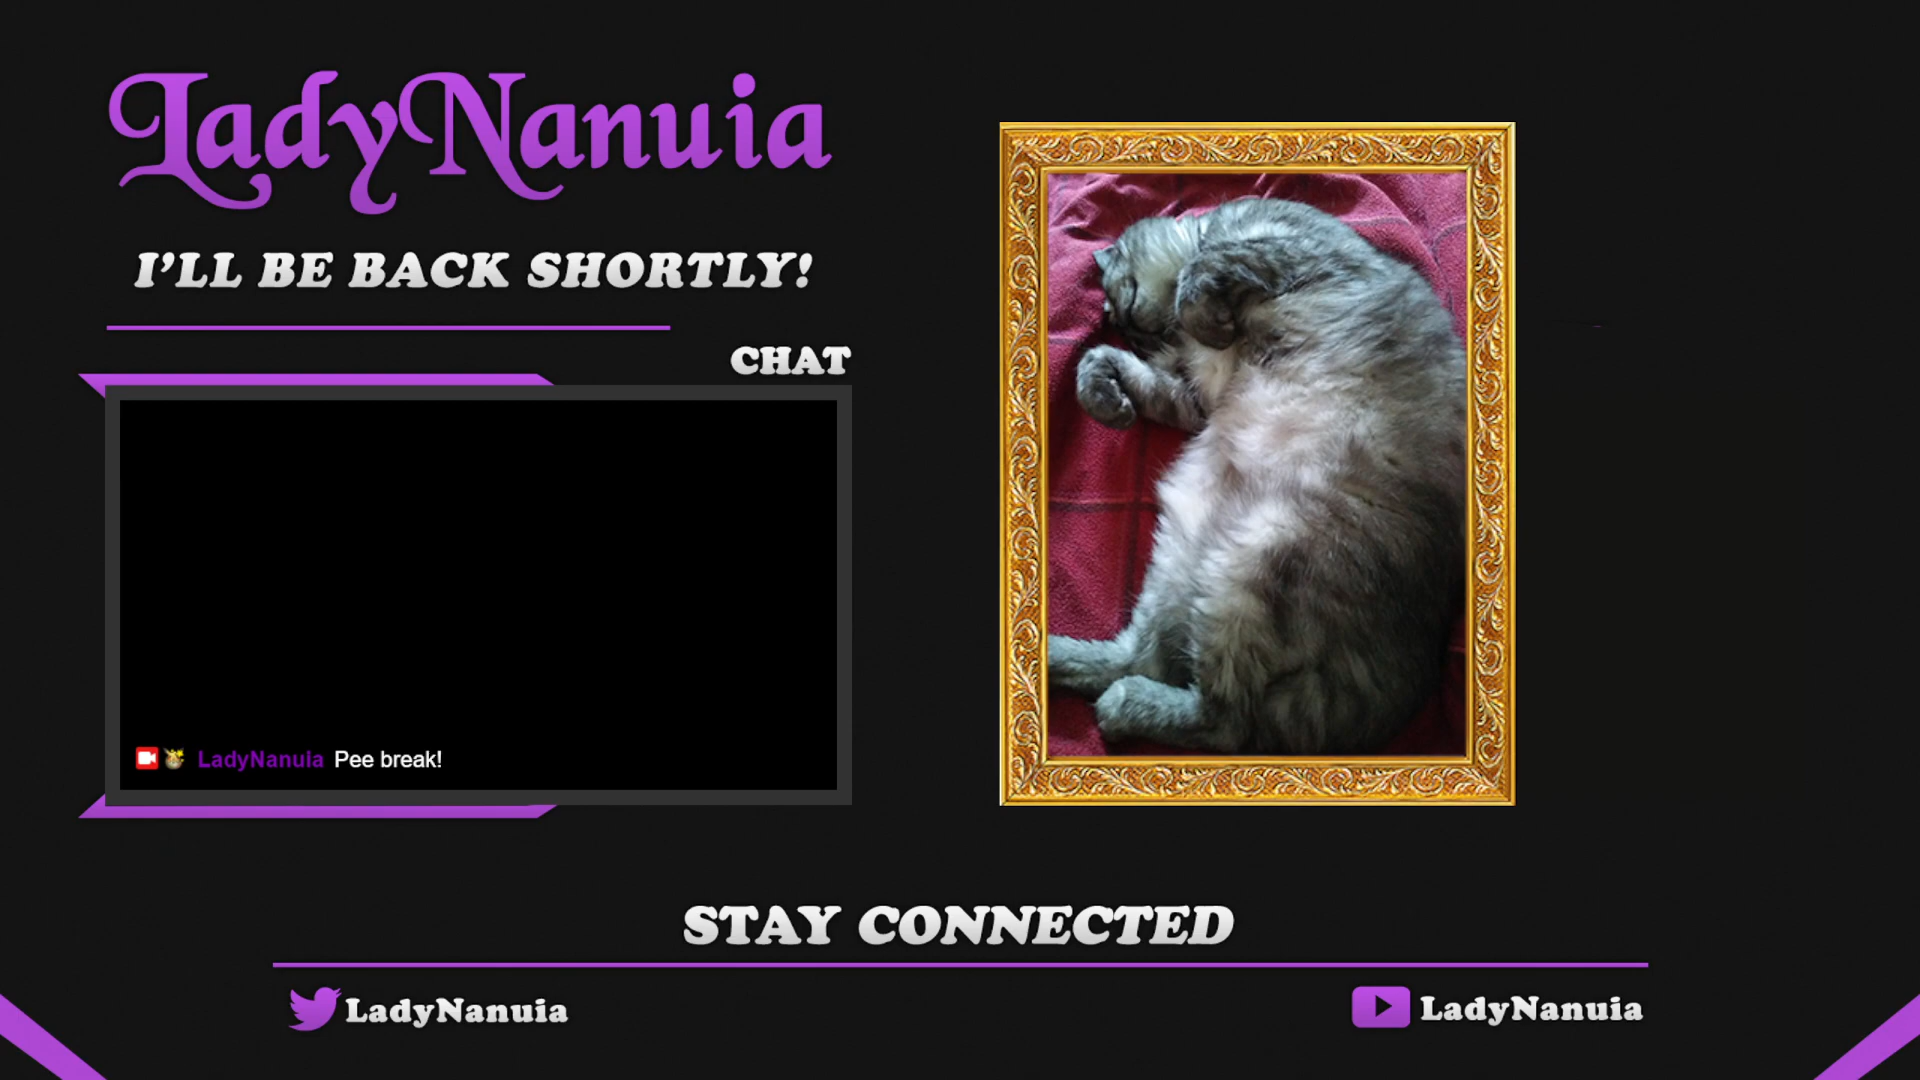 LadyNanuia
I'LL BE BACK SHORTLY!
CHAT
LadyNanuia Pee break!
STAY CONNECTED
LadyNanuia
LadyNanuia